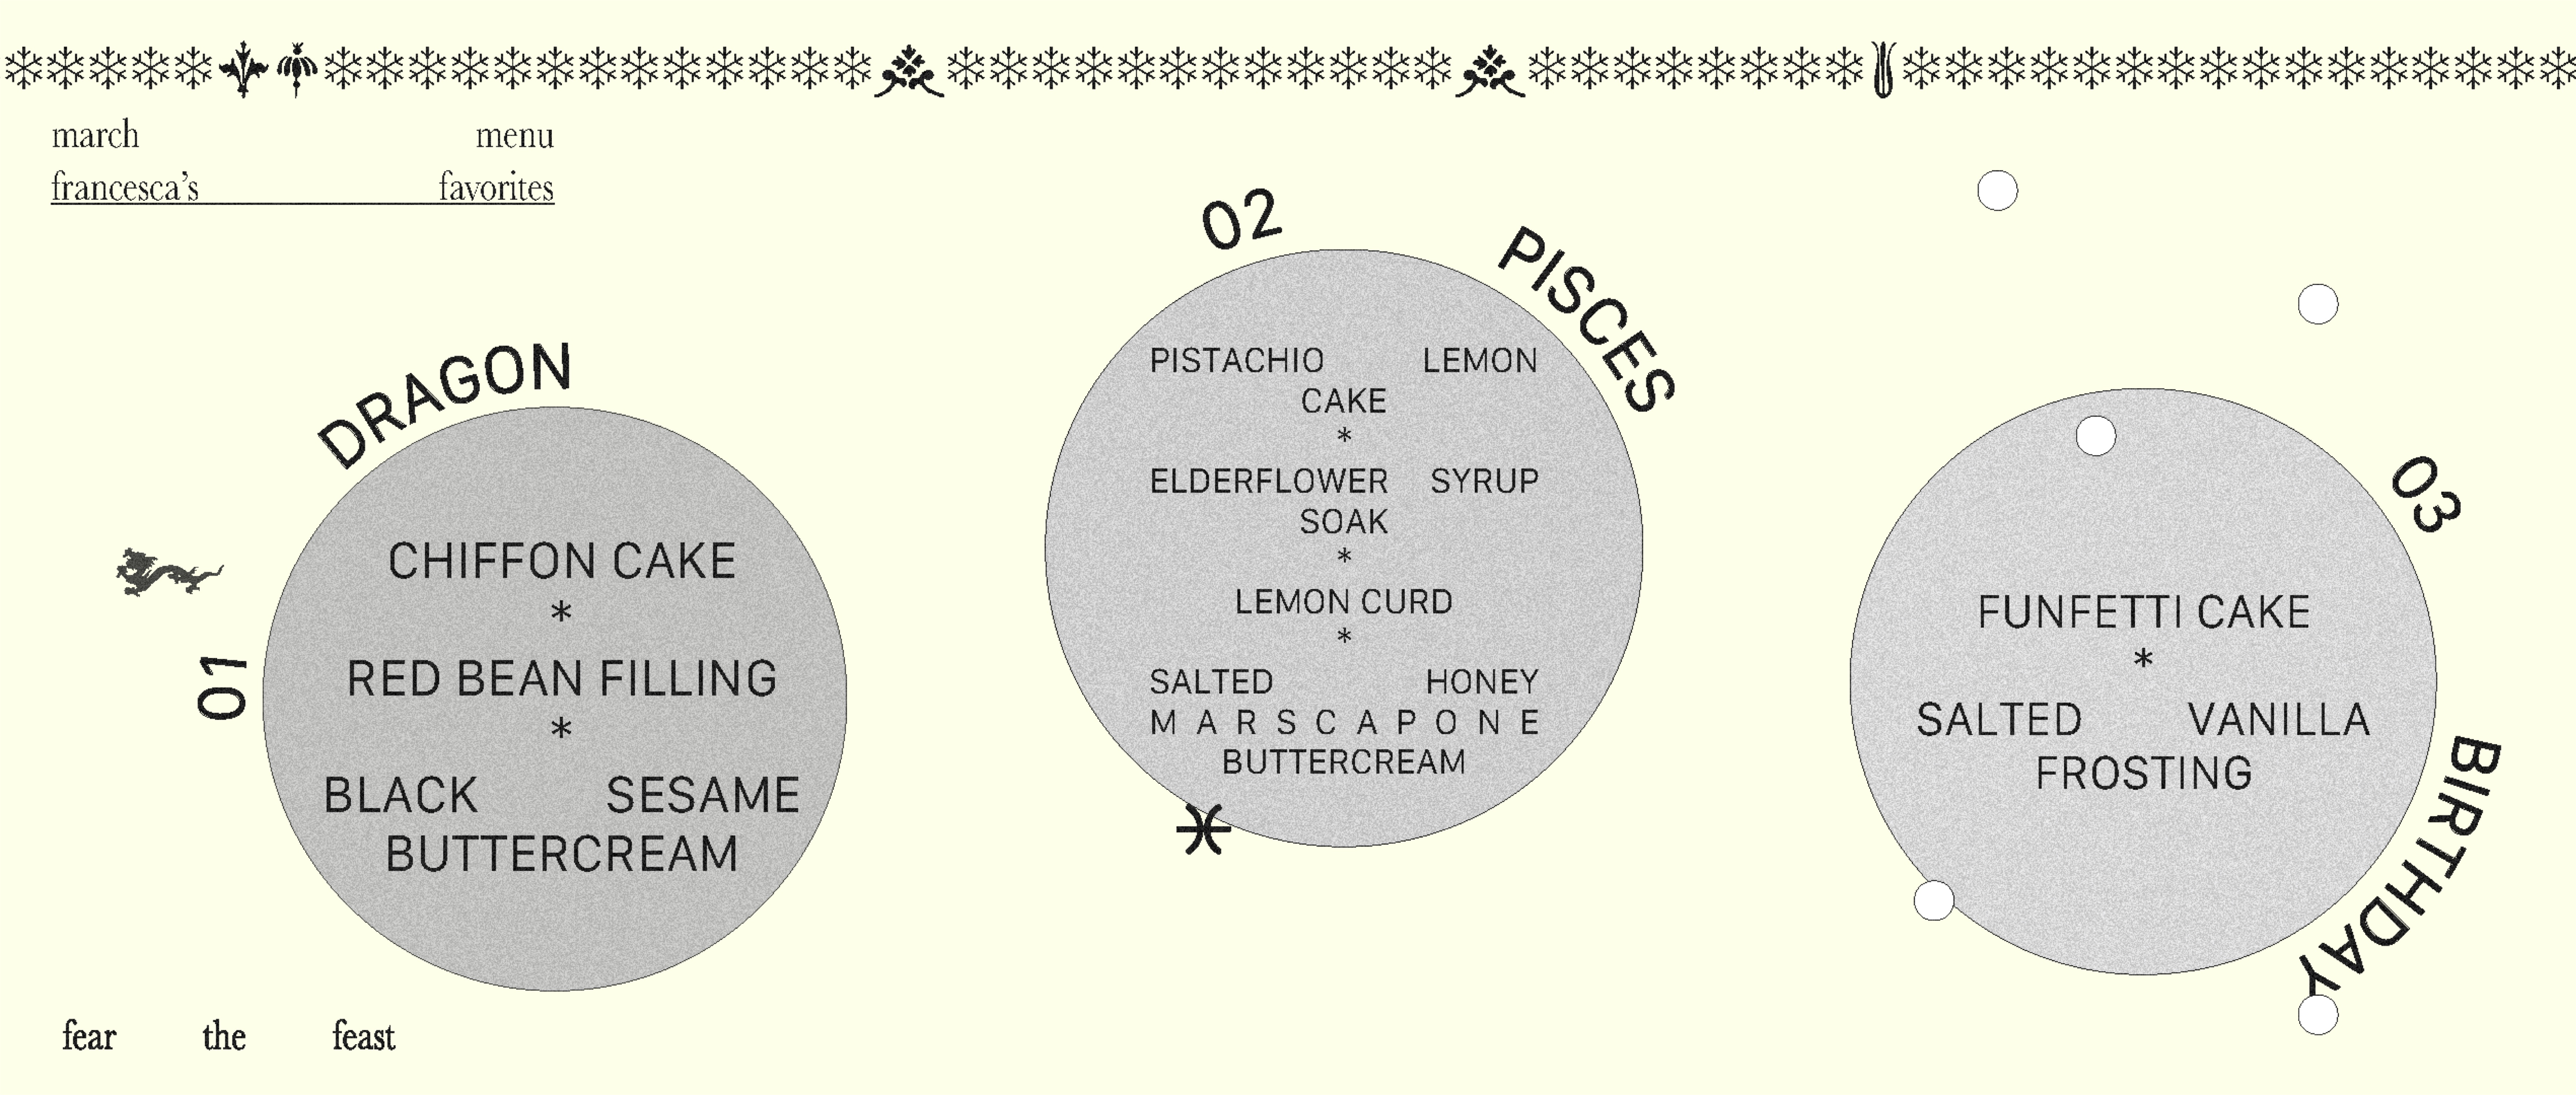 march menu
francesca's favorites
DRAGON
01
CHIFFON CAKE
*
RED BEAN FILLING
*
BLACK SESAME
BUTTERCREAM
02
PISCES
PISTACHIO LEMON
CAKE
*
ELDERFLOWER SYRUP
SOAK
*
LEMON CURD
*
SALTED HONEY
MARSCAPONE
BUTTERCREAM
03
BIRTHDAY
FUNFETTI CAKE
*
SALTED VANILLA
FROSTING
fear the feast